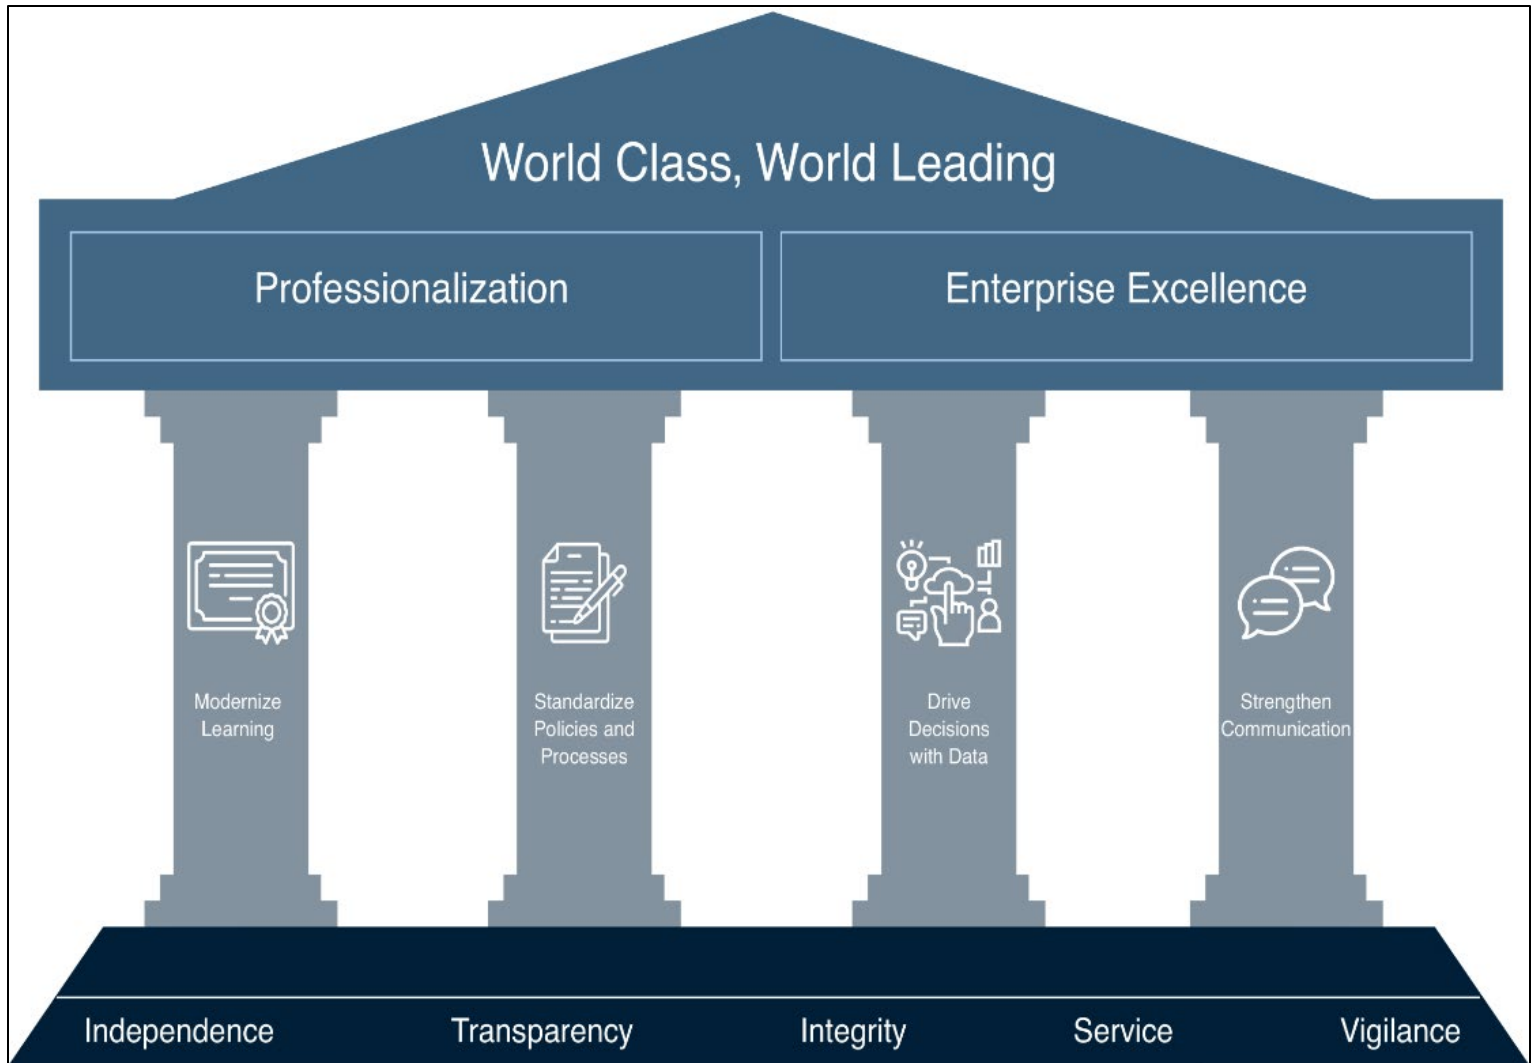 World Class, World Leading
Professionalization
Enterprise Excellence
Modernize
Learning
Standardize
Policies and
Processes
Drive
Decisions
with Data
Strengthen
Communication
Independence
Transparency
Integrity
Service
Vigilance